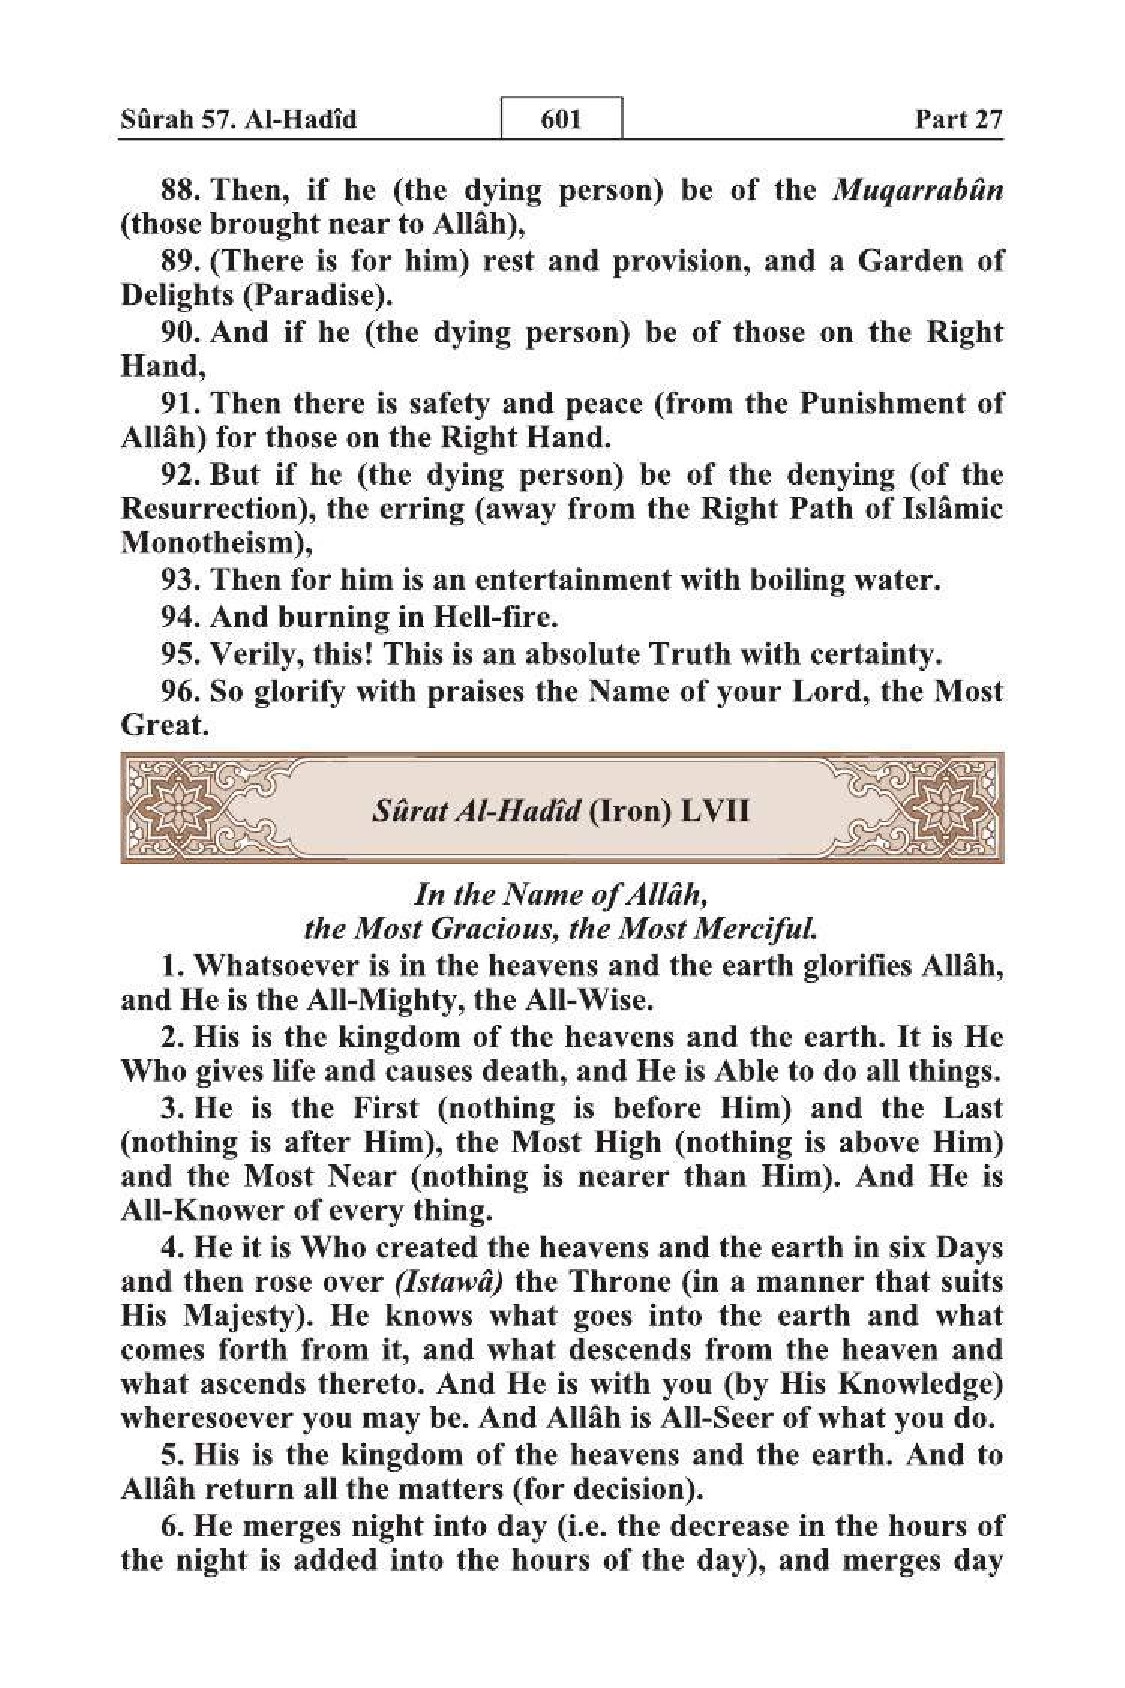 Sûrah 57. Al-Hadîd 601 Part 27
88. Then, if he (the dying person) be of the Muqarrabûn
(those brought near to Allâh),
89. (There is for him) rest and provision, and a Garden of
Delights (Paradise).
90. And if he (the dying person) be of those on the Right
Hand,
91. Then there is safety and peace (from the Punishment of
Allâh) for those on the Right Hand.
92. But if he (the dying person) be of the denying (of the
Resurrection), the erring (away from the Right Path of Islâmic
Monotheism),
93. Then for him is an entertainment with boiling water.
94. And burning in Hell-fire.
95. Verily, this! This is an absolute Truth with certainty.
96. So glorify with praises the Name of your Lord, the Most
Great.
Sûrat Al-Hadîd (Iron) LVII
In the Name of Allâh,
the Most Gracious, the Most Merciful.
1. Whatsoever is in the heavens and the earth glorifies Allâh,
and He is the All-Mighty, the All-Wise.
2. His is the kingdom of the heavens and the earth. It is He
Who gives life and causes death, and He is Able to do all things.
3. He is the First (nothing is before Him) and the Last
(nothing is after Him), the Most High (nothing is above Him)
and the Most Near (nothing is nearer than Him). And He is
All-Knower of every thing.
4. He it is Who created the heavens and the earth in six Days
and then rose over (Istawâ) the Throne (in a manner that suits
His Majesty). He knows what goes into the earth and what
comes forth from it, and what descends from the heaven and
what ascends thereto. And He is with you (by His Knowledge)
wheresoever you may be. And Allâh is All-Seer of what you do.
5. His is the kingdom of the heavens and the earth. And to
Allâh return all the matters (for decision).
6. He merges night into day (i.e. the decrease in the hours of
the night is added into the hours of the day), and merges day